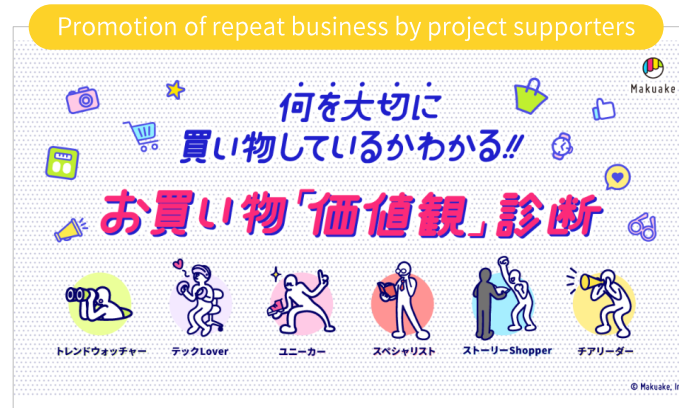 Promotion of repeat business by project supporters
Makuake
何を大切に
買い物しているかわかる!!
お買い物「価値観」診断
トレンドウォッチャー
テックLover
ユニーカー
スペシャリスト
ストーリーShopper
チアリーダー
© Makuake, In